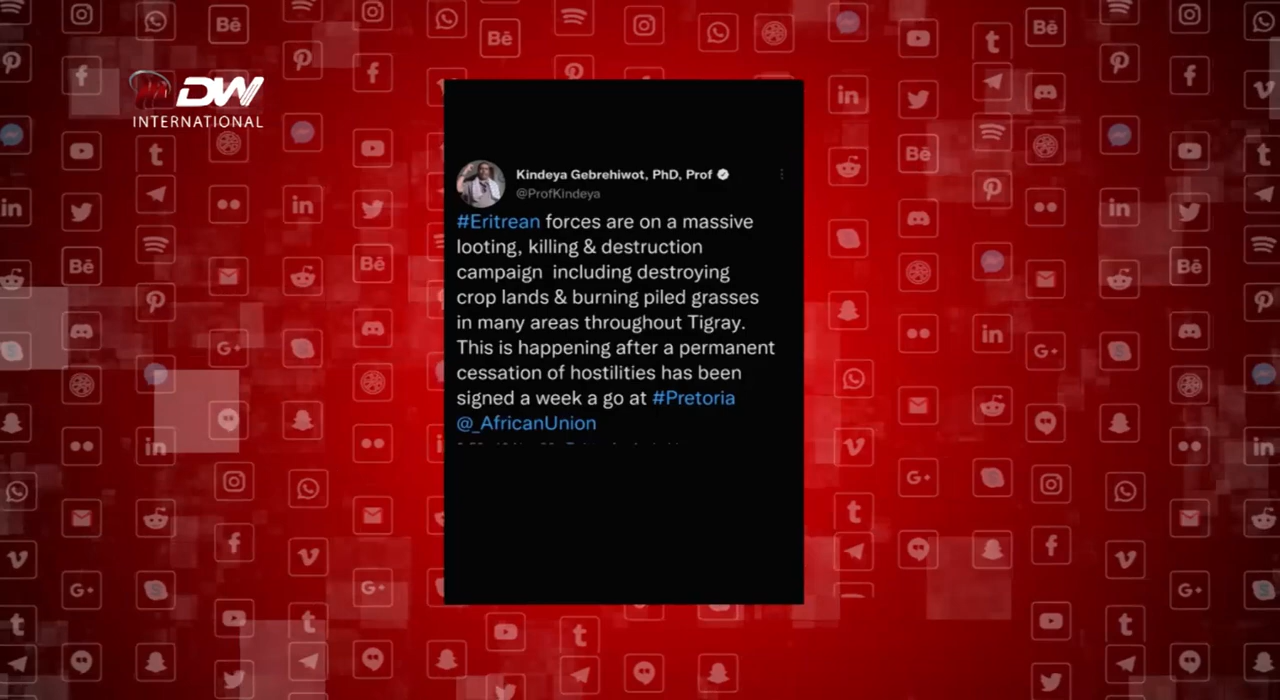 DW
INTERNATIONAL
Kindeya Gebrehiwot, PhD, Prof
@ProfKindeya
#Eritrean forces are on a massive
looting, killing & destruction
campaign including destroying
crop lands & burning piled grasses
in many areas throughout Tigray.
This is happening after a permanent
cessation of hostilities has been
signed a week a go at #Pretoria
@_AfricanUnion